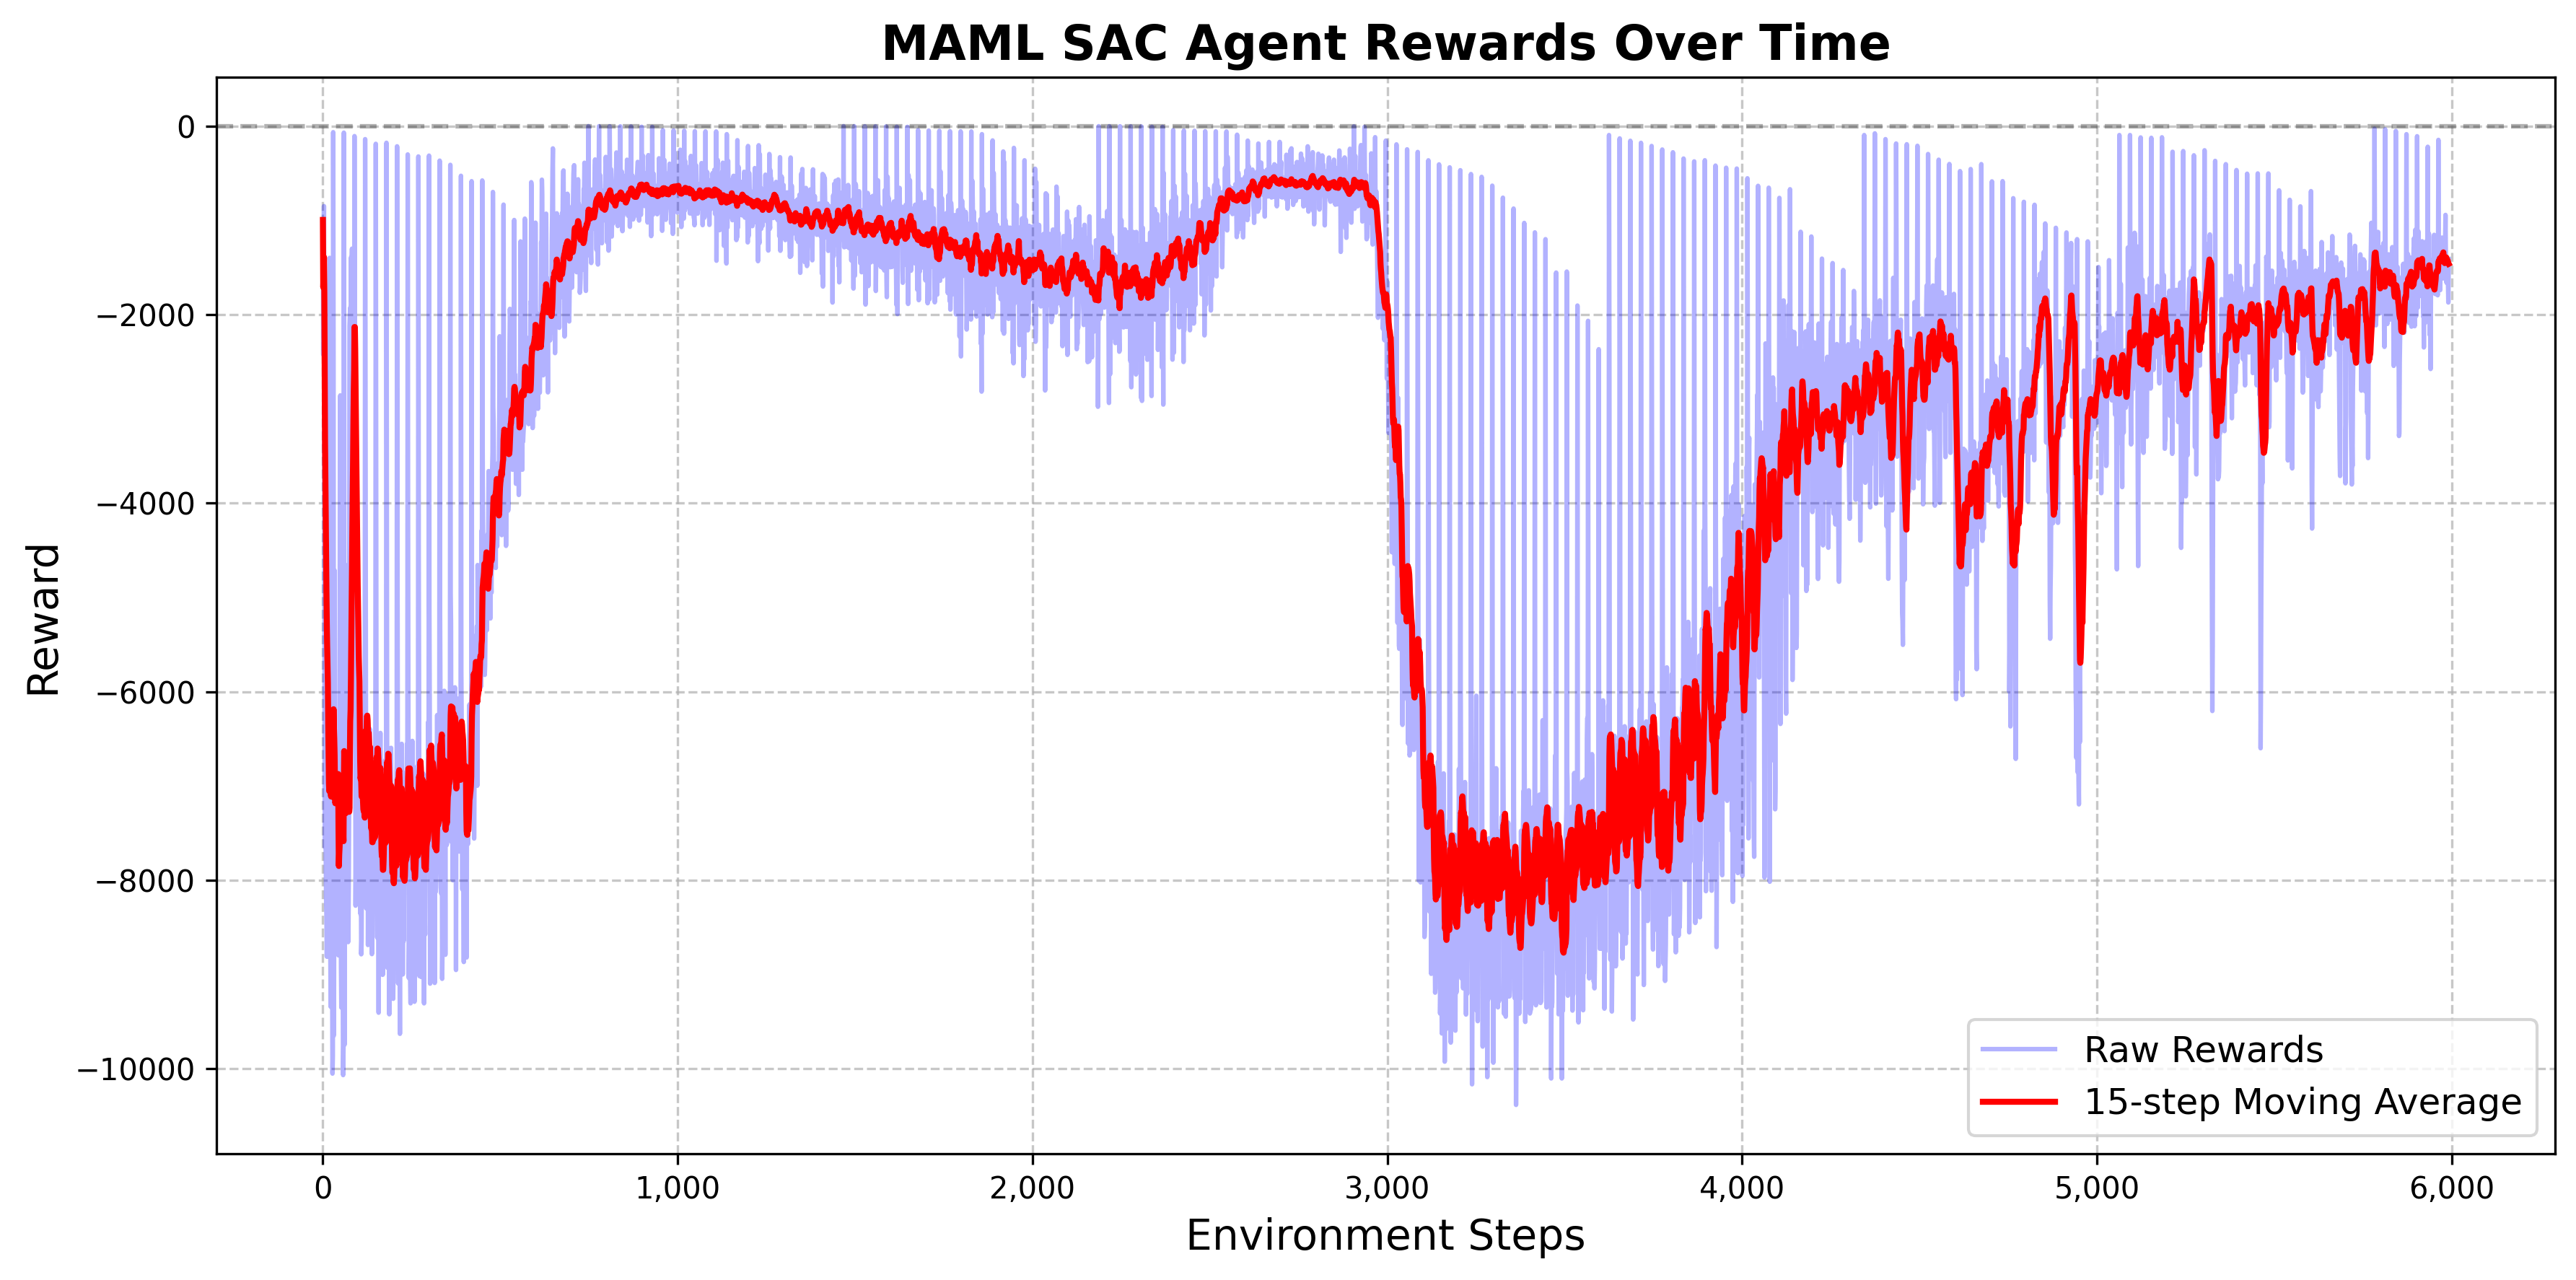 MAML SAC Agent Rewards Over Time
Reward
0
−2000
−4000
−6000
−8000
−10000
0
1,000
2,000
3,000
4,000
5,000
6,000
Environment Steps
Raw Rewards
15-step Moving Average